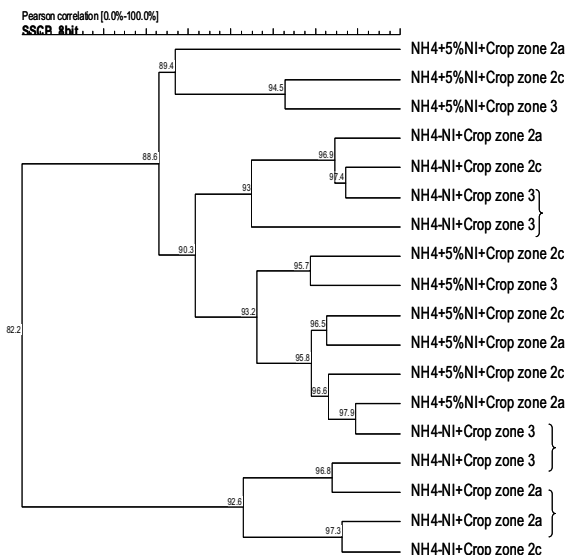 Pearson correlation [0.0%-100.0%]
SSCP_8bit
NH4+5%NI+Crop zone 2a
89.4
NH4+5%NI+Crop zone 2c
94.5
NH4+5%NI+Crop zone 3
NH4-NI+Crop zone 2a
88.6
96.9
NH4-NI+Crop zone 2c
97.4
93
NH4-NI+Crop zone 3
NH4-NI+Crop zone 3
90.3
NH4+5%NI+Crop zone 2c
95.7
NH4+5%NI+Crop zone 3
93.2
NH4+5%NI+Crop zone 2c
96.5
82.2
NH4+5%NI+Crop zone 2a
95.8
NH4+5%NI+Crop zone 2c
96.6
NH4+5%NI+Crop zone 2a
97.9
NH4-NI+Crop zone 3
NH4-NI+Crop zone 3
96.8
NH4-NI+Crop zone 2a
92.6
NH4-NI+Crop zone 2a
97.3
NH4-NI+Crop zone 2c